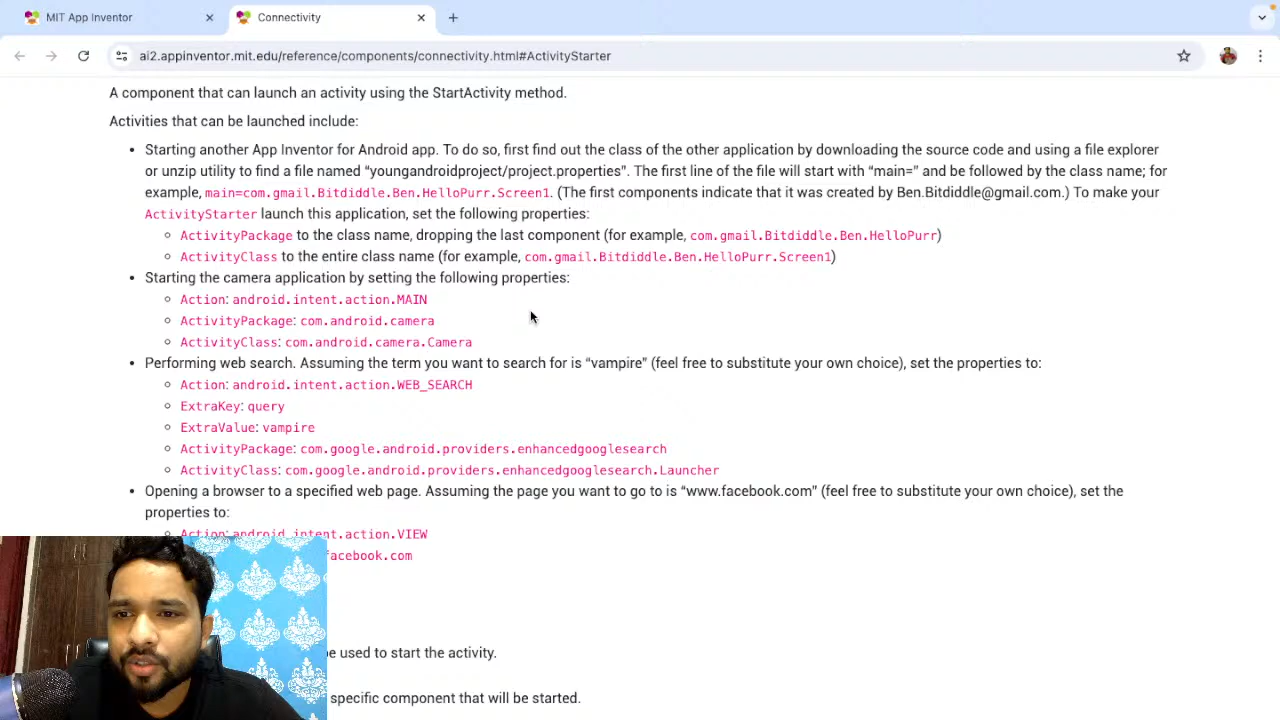 MIT App Inventor
Connectivity
ai2.appinventor.mit.edu/reference/components/connectivity.html#ActivityStarter
A component that can launch an activity using the StartActivity method.
Activities that can be launched include:
• Starting another App Inventor for Android app. To do so, first find out the class of the other application by downloading the source code and using a file explorer
or unzip utility to find a file named “youngandroidproject/project.properties”. The first line of the file will start with “main=” and be followed by the class name; for
example, main=com.gmail.Bitdiddle.Ben.HelloPurr.Screen1. (The first components indicate that it was created by Ben.Bitdiddle@gmail.com.) To make your
ActivityStarter launch this application, set the following properties:
ActivityPackage to the class name, dropping the last component (for example, com.gmail.Bitdiddle.Ben.HelloPurr)
ActivityClass to the entire class name (for example, com.gmail.Bitdiddle.Ben.HelloPurr.Screen1)
• Starting the camera application by setting the following properties:
Action: android.intent.action.MAIN
ActivityPackage: com.android.camera
ActivityClass: com.android.camera.Camera
• Performing web search. Assuming the term you want to search for is “vampire” (feel free to substitute your own choice), set the properties to:
Action: android.intent.action.WEB_SEARCH
ExtraKey: query
ExtraValue: vampire
ActivityPackage: com.google.android.providers.enhancedgooglesearch
ActivityClass: com.google.android.providers.enhancedgooglesearch.Launcher
• Opening a browser to a specified web page. Assuming the page you want to go to is “www.facebook.com” (feel free to substitute your own choice), set the
properties to:
Action: android.intent.action.VIEW
facebook.com
used to start the activity.
specific component that will be started.